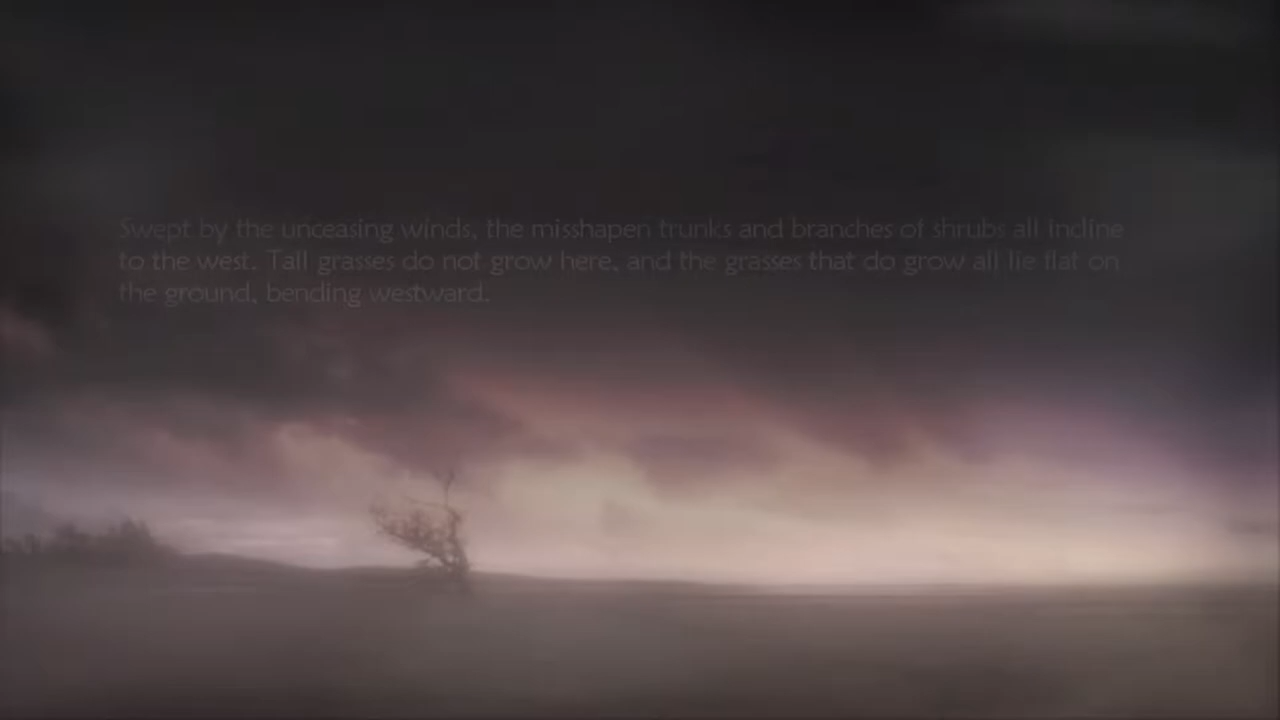 Swept by the unceasing winds, the misshapen trunks and branches of shrubs all incline
to the west. Tall grasses do not grow here, and the grasses that do grow all lie flat on
the ground, bending westward.